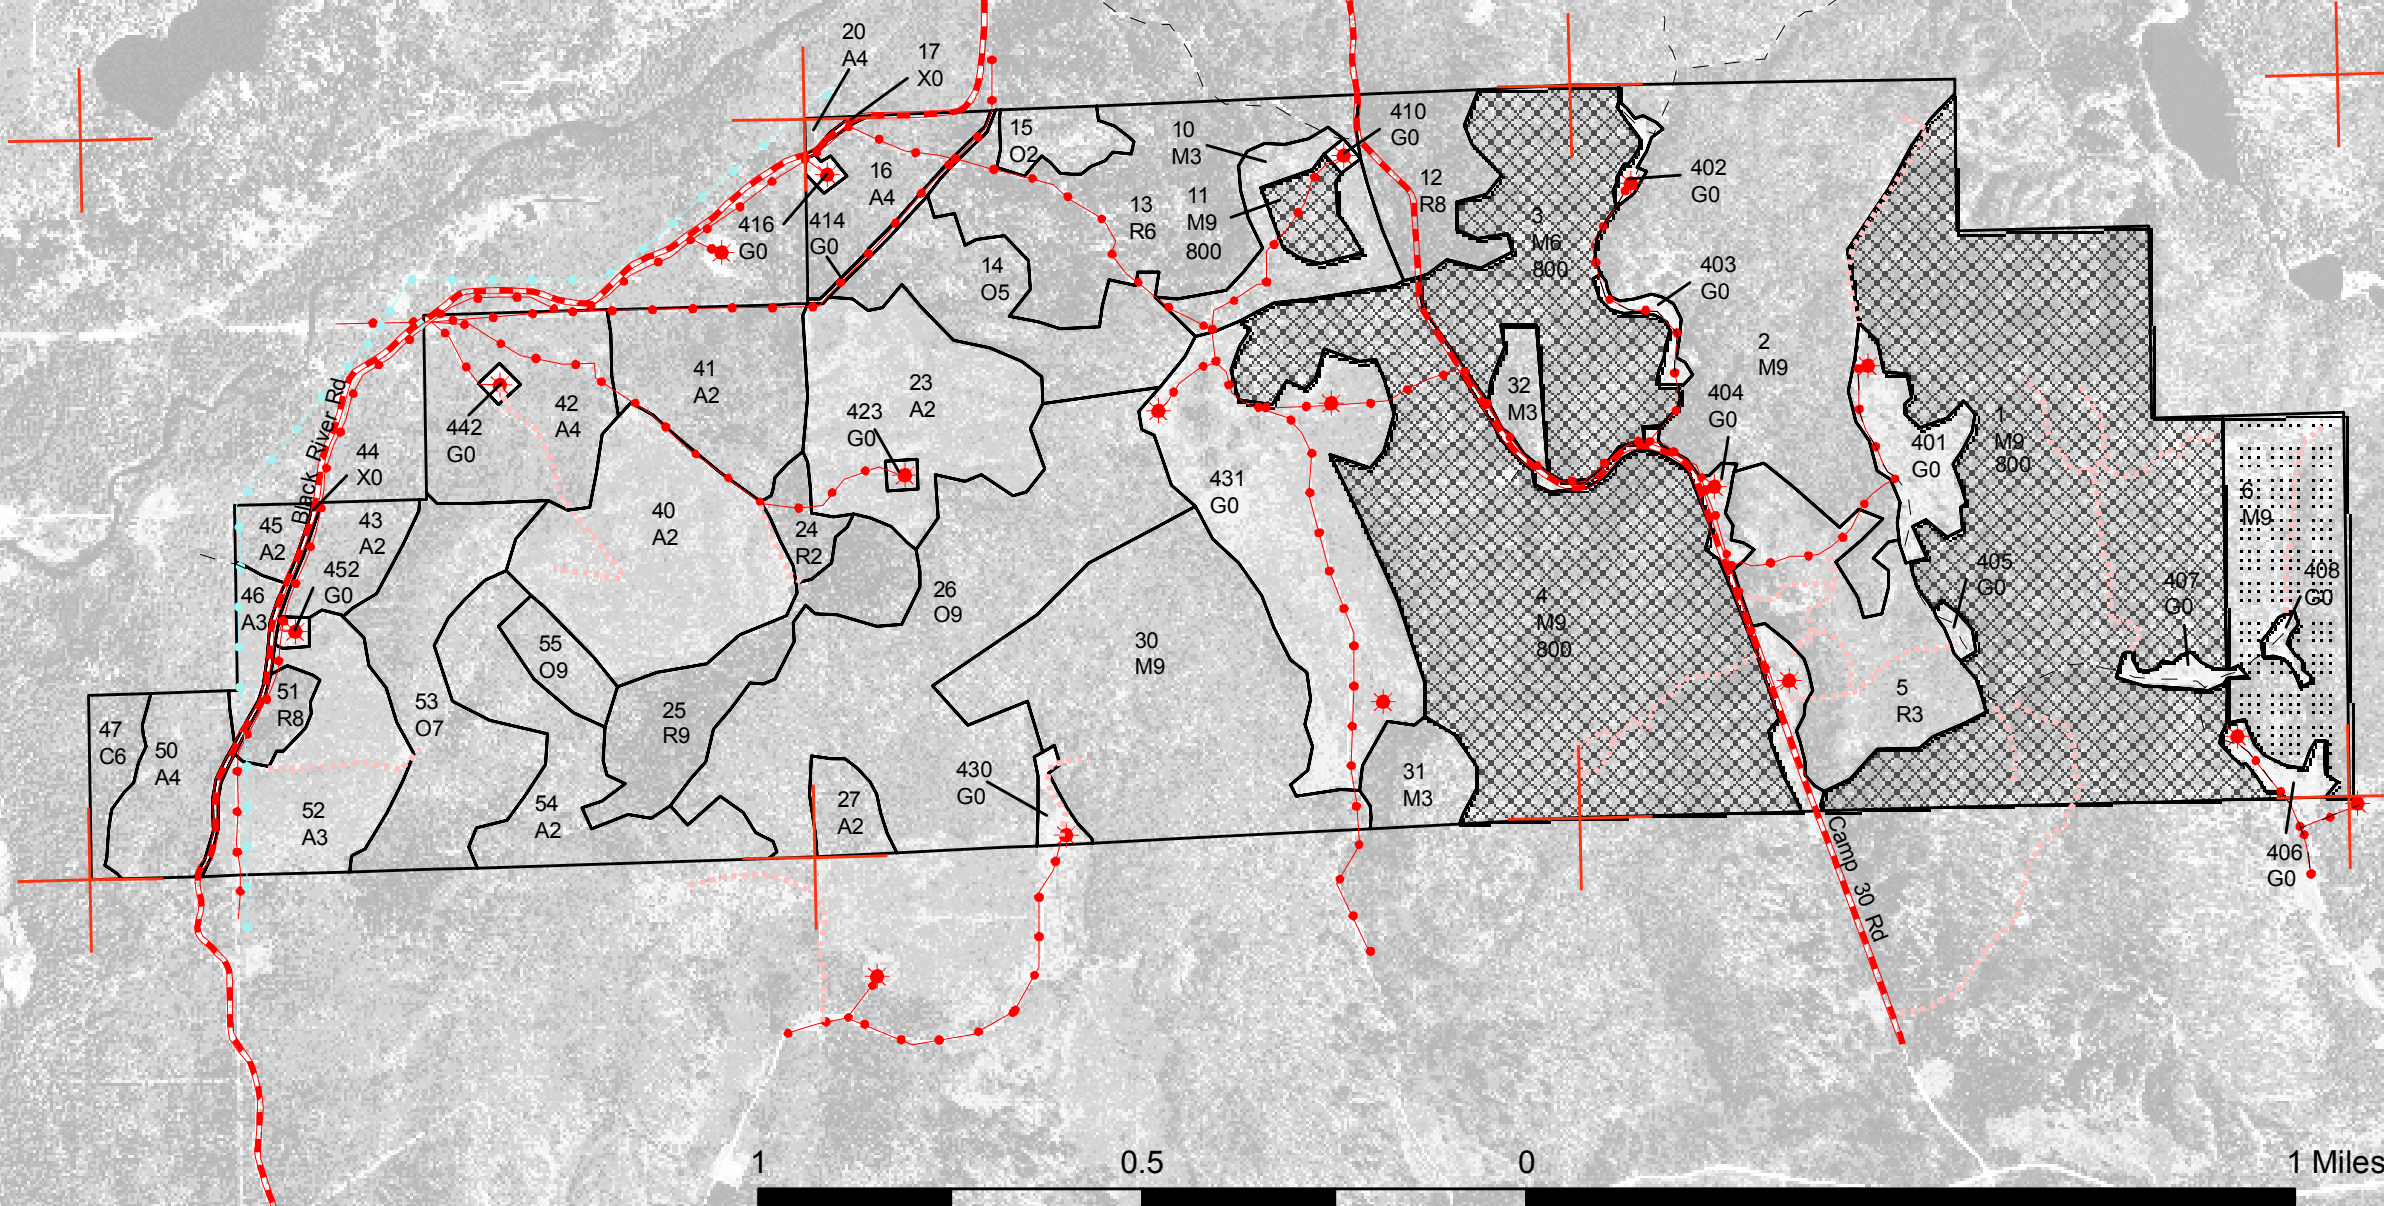 20
A4
17
X0
15
O2
10
M3
410
G0
16
A4
12
R8
402
G0
13
R6
11
M9
800
3
M6
800
416
G0
414
G0
14
O5
403
G0
2
M9
41
A2
23
A2
32
M3
404
G0
42
A4
442
G0
423
G0
1
M9
800
401
G0
Black River Rd
44
X0
431
G0
6
M9
45
A2
43
A2
40
A2
24
R2
452
G0
46
A3
26
O9
405
G0
407
G0
408
G0
4
M9
800
55
O9
30
M9
51
R8
53
O7
25
R9
5
R3
47
C6
50
A4
430
G0
31
M3
52
A3
54
A2
27
A2
Camp 30 Rd
406
G0
1
0.5
0
1 Miles